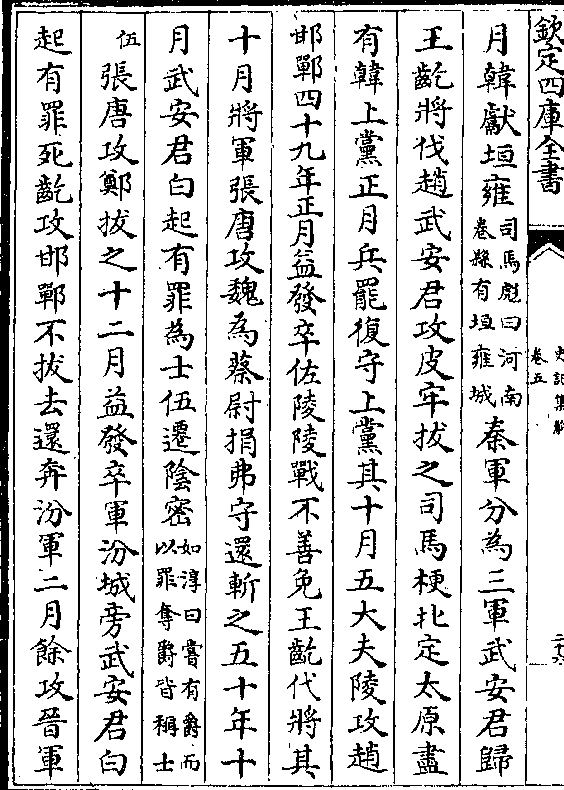 欽定四庫全書
史記集解
卷五
月韓獻垣雍司馬彪曰河南卷縣有垣雍城秦軍分為三軍武安君歸
王齕將伐趙武安君攻皮牢拔之司馬梗北定太原盡
有韓上黨正月兵罷復守上黨其十月五大夫陵攻趙
邯鄲四十九年正月益發卒佐陵陵戰不善免王齕代將其
十月將軍張唐攻魏為蔡尉捐弗守還斬之五十年十
月武安君白起有罪為士伍遷陰密如淳曰嘗有爵而以罪奪爵皆稱士
伍張唐攻鄭拔之十二月益發卒軍汾城旁武安君白
起有罪死齕攻邯鄲不拔去還奔汾軍二月餘攻晉軍